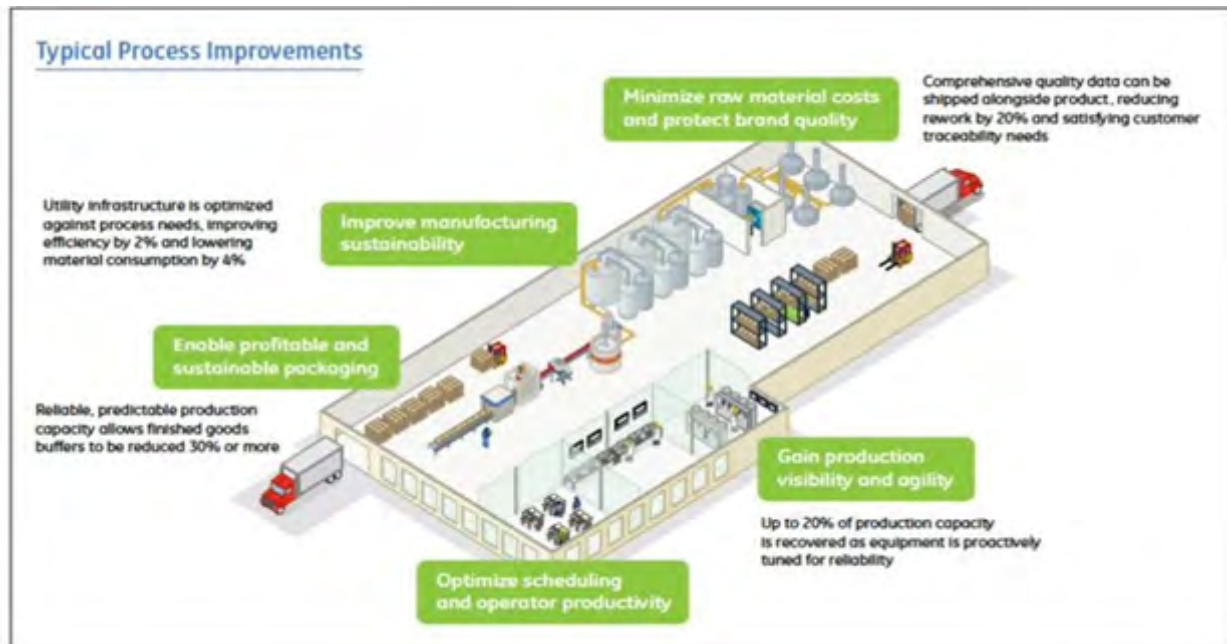 Typical Process Improvements
Minimize raw material costs
and protect brand quality
Comprehensive quality data can be
shipped alongside product, reducing
rework by 20% and satisfying customer
traceability needs
Utility infrastructure is optimized
against process needs, improving
efficiency by 2% and lowering
material consumption by 4%
Improve manufacturing
sustainability
Enable profitable and
sustainable packaging
Reliable, predictable production
capacity allows finished goods
buffers to be reduced 30% or more
Gain production
visibility and agility
Up to 20% of production capacity
is recovered as equipment is proactively
tuned for reliability
Optimize scheduling
and operator productivity